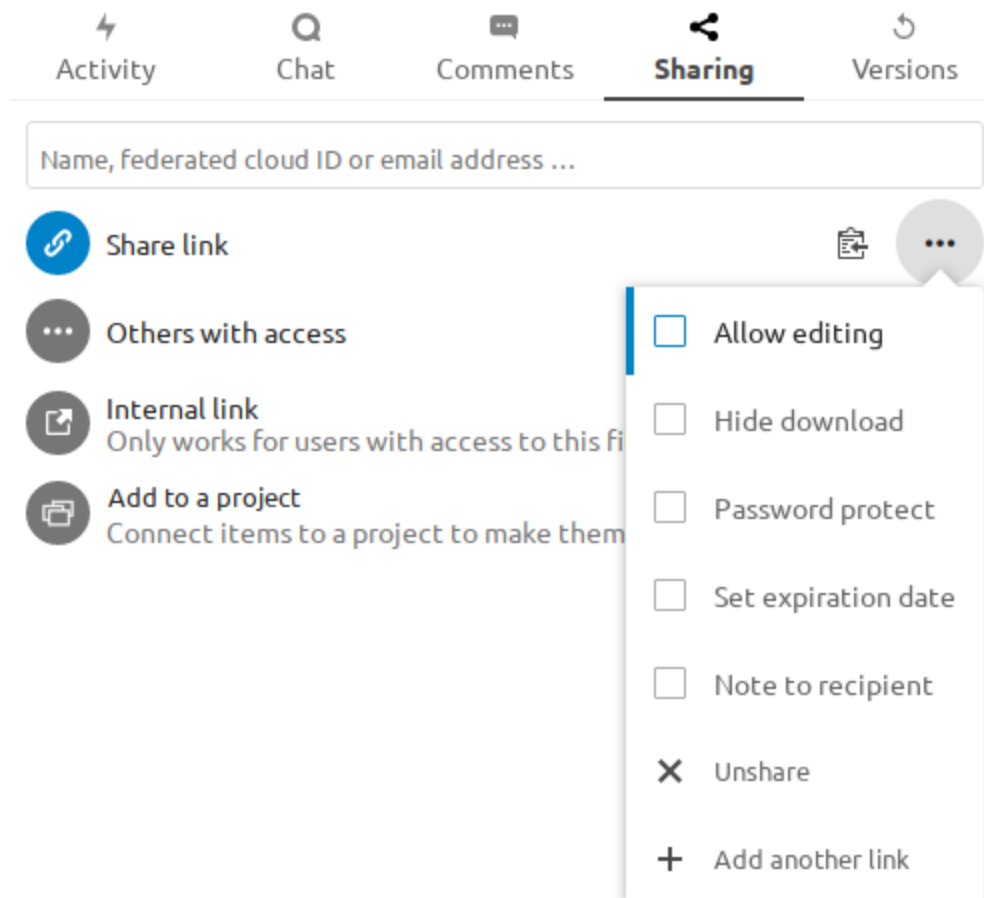 Activity
Chat
Comments
Sharing
Versions
Name, federated cloud ID or email address ...
Share link
Others with access
Internal link
Only works for users with access to this fi
Add to a project
Connect items to a project to make them
Allow editing
Hide download
Password protect
Set expiration date
Note to recipient
Unshare
Add another link